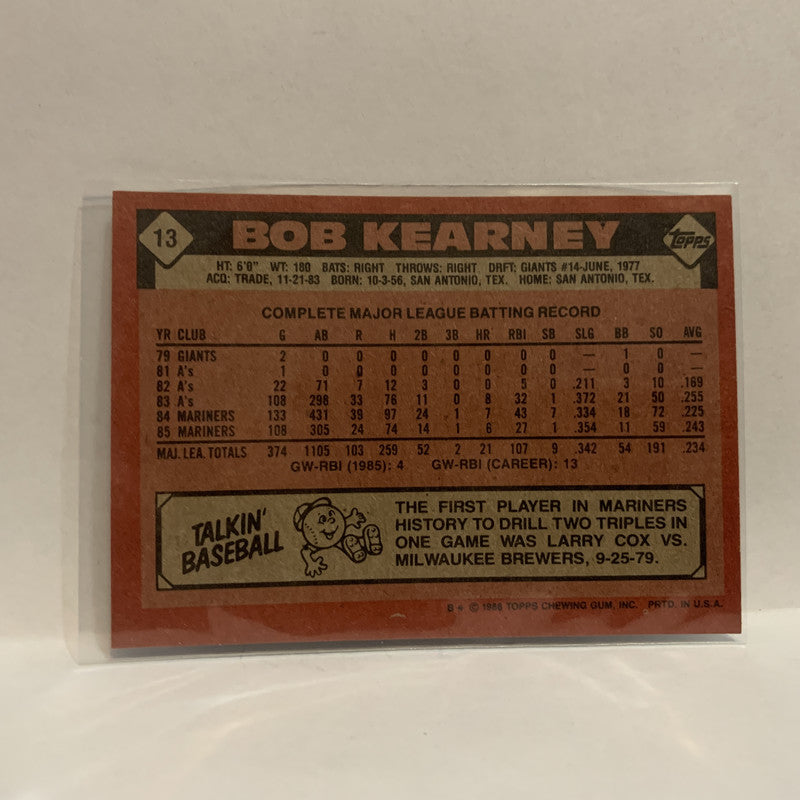 13 BOB KEARNEY Topps
HT: 6'0" WT: 180 BATS: RIGHT THROWS: RIGHT DRFT: GIANTS #14-JUNE, 1977
ACQ: TRADE, 11-21-83 BORN: 10-3-56, SAN ANTONIO, TEX. HOME: SAN ANTONIO, TEX.
COMPLETE MAJOR LEAGUE BATTING RECORD
YR CLUB G AB R H 2B 3B HR RBI SB SLG BB SO AVG
79 GIANTS 2 0 0 0 0 0 0 0 0 — 1 0 —
81 A's 1 0 0 0 0 0 0 0 0 — 0 0 —
82 A's 22 71 7 12 3 0 0 5 0 .211 3 10 .169
83 A's 108 298 33 76 11 0 8 32 1 .372 21 50 .255
84 MARINERS 133 431 39 97 24 1 7 43 7 .334 18 72 .225
85 MARINERS 108 305 24 74 14 1 6 27 1 .354 11 59 .243
MAJ. LEA. TOTALS 374 1105 103 259 52 2 21 107 9 .342 54 191 .234
GW-RBI (1985): 4 GW-RBI (CAREER): 13
TALKIN' BASEBALL
THE FIRST PLAYER IN MARINERS
HISTORY TO DRILL TWO TRIPLES IN
ONE GAME WAS LARRY COX VS.
MILWAUKEE BREWERS, 9-25-79.
B* © 1986 TOPPS CHEWING GUM, INC. PRTD. IN U.S.A.